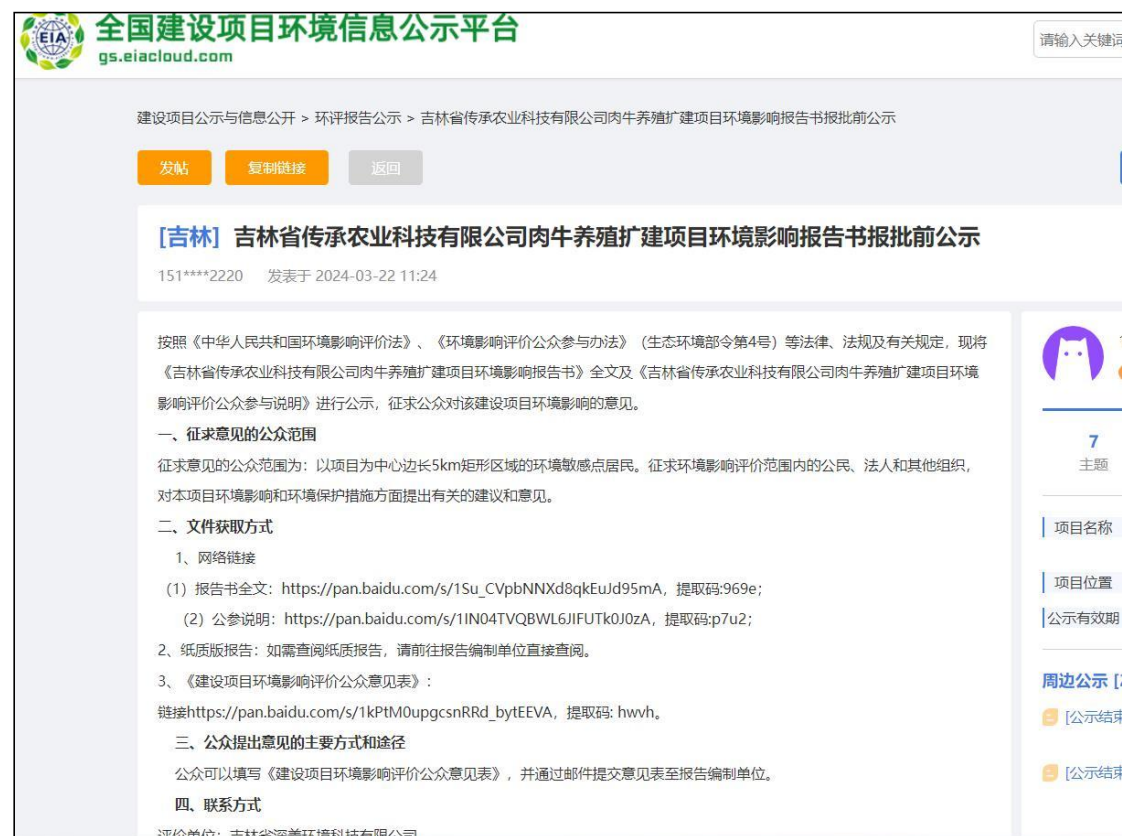 EIA
全国建设项目环境信息公示平台
gs.eiacloud.com
请输入关键词
建设项目公示与信息公开 > 环评报告公示 > 吉林省传承农业科技有限公司肉牛养殖扩建项目环境影响报告书报批前公示
发帖 复制链接 返回
[吉林] 吉林省传承农业科技有限公司肉牛养殖扩建项目环境影响报告书报批前公示
151****2220 发表于 2024-03-22 11:24
按照《中华人民共和国环境影响评价法》、《环境影响评价公众参与办法》（生态环境部令第4号）等法律、法规及有关规定，现将
《吉林省传承农业科技有限公司肉牛养殖扩建项目环境影响报告书》全文及《吉林省传承农业科技有限公司肉牛养殖扩建项目环境
影响评价公众参与说明》进行公示，征求公众对该建设项目环境影响的意见。
一、征求意见的公众范围
征求意见的公众范围为：以项目为中心边长5km矩形区域的环境敏感点居民。征求环境影响评价范围内的公民、法人和其他组织，
对本项目环境影响和环境保护措施方面提出有关的建议和意见。
二、文件获取方式
1、网络链接
（1）报告书全文：https://pan.baidu.com/s/1Su_CVpbNNXd8qkEuJd95mA，提取码:969e;
（2）公参说明：https://pan.baidu.com/s/1IN04TVQBWL6JIFUTk0J0zA，提取码:p7u2;
2、纸质版报告：如需查阅纸质报告，请前往报告编制单位直接查阅。
3、《建设项目环境影响评价公众意见表》:
链接https://pan.baidu.com/s/1kPtM0upgcsnRRd_bytEEVA，提取码: hwvh。
三、公众提出意见的主要方式和途径
公众可以填写《建设项目环境影响评价公众意见表》，并通过邮件提交意见表至报告编制单位。
四、联系方式
评价单位：吉林省深美环境科技有限公司
7
主题
项目名称
项目位置
公示有效期
周边公示 [2
[公示结束
[公示结束